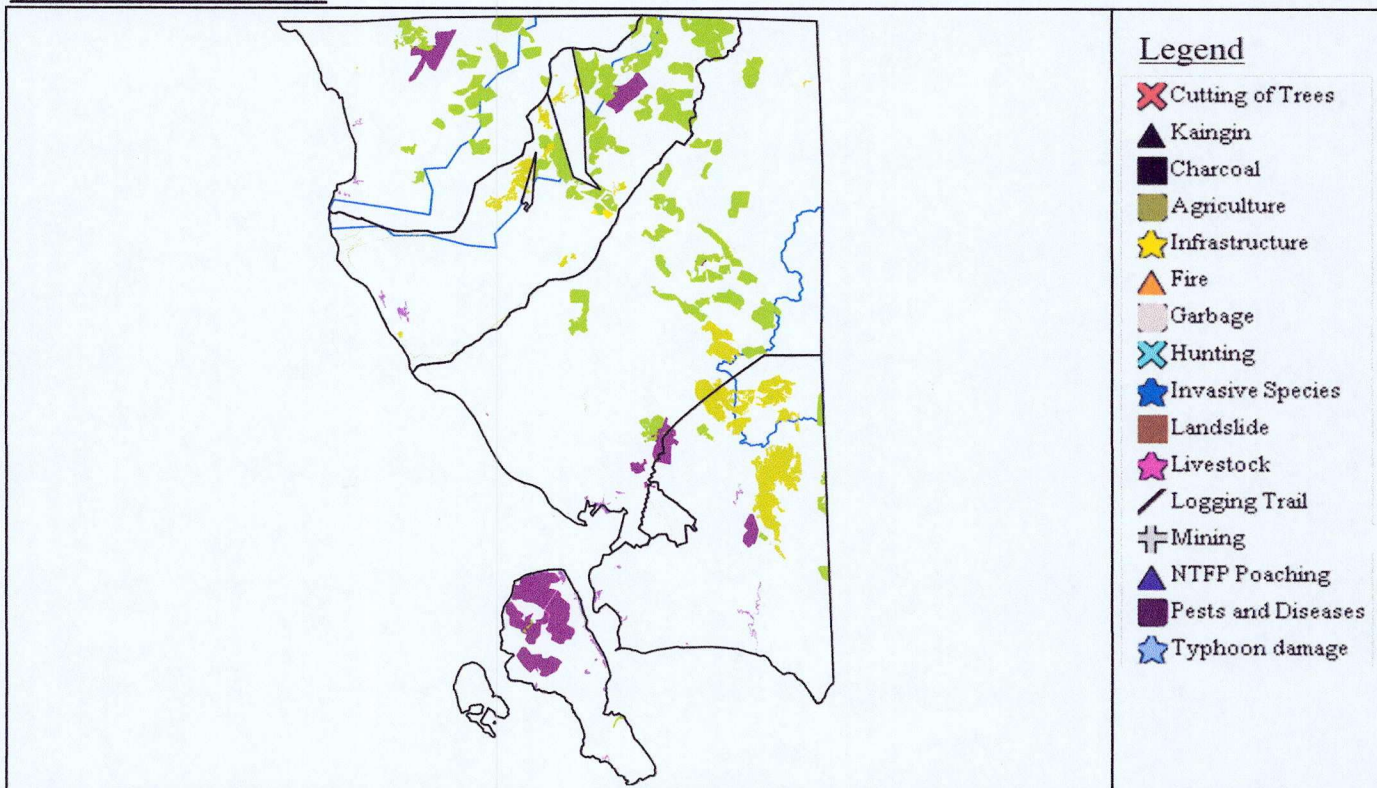 Legend
Cutting of Trees
Kaingin
Charcoal
Agriculture
Infrastructure
Fire
Garbage
Hunting
Invasive Species
Landslide
Livestock
Logging Trail
Mining
NTFP Poaching
Pests and Diseases
Typhoon damage